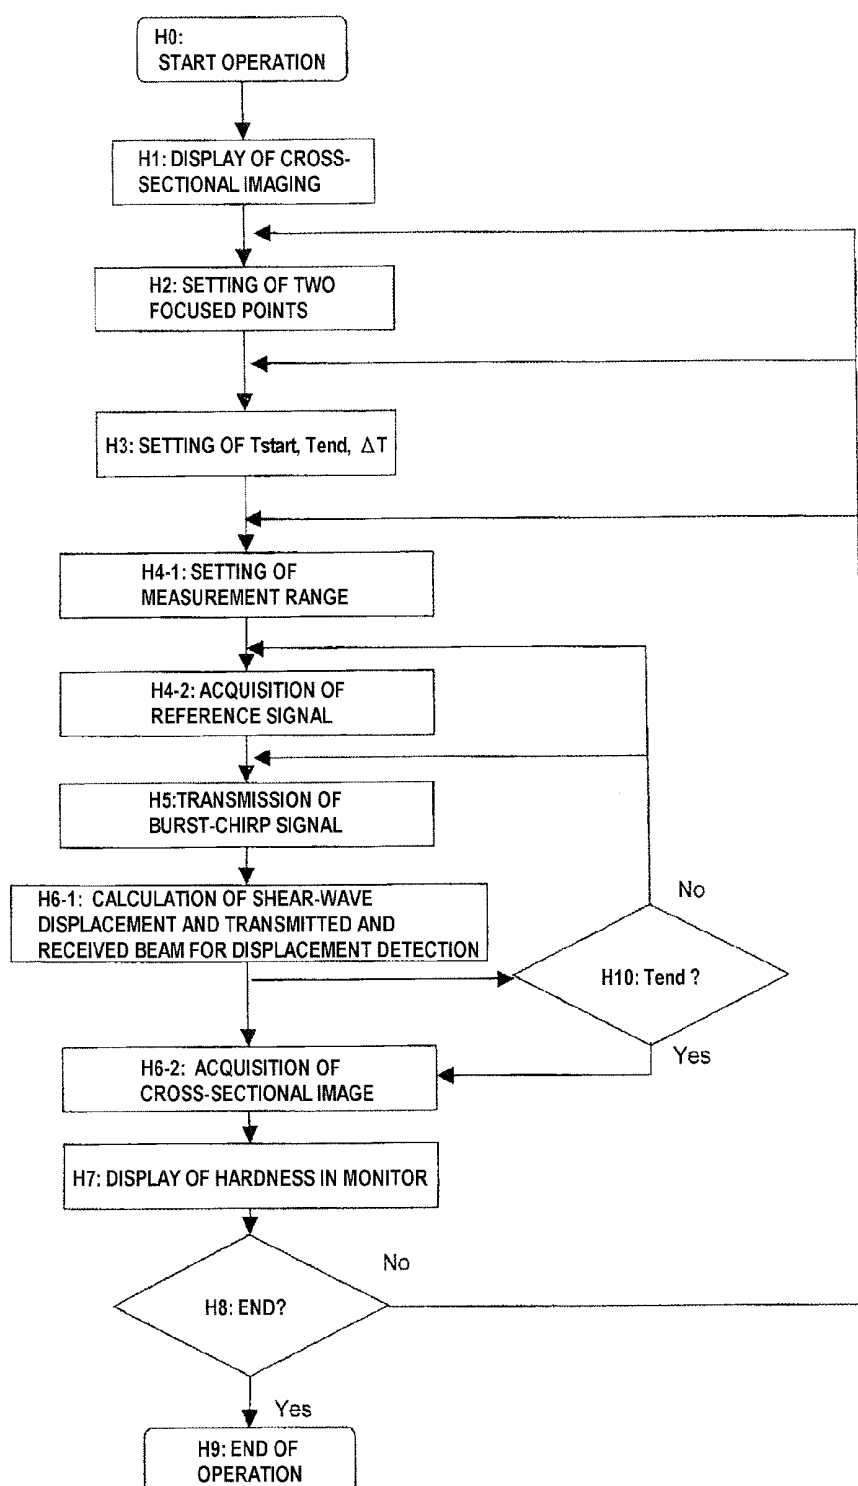 H0:
START OPERATION
H1: DISPLAY OF CROSS-
SECTIONAL IMAGING
H2: SETTING OF TWO
FOCUSED POINTS
H3: SETTING OF Tstart, Tend, ΔT
H4-1: SETTING OF
MEASUREMENT RANGE
H4-2: ACQUISITION OF
REFERENCE SIGNAL
H5:TRANSMISSION OF
BURST-CHIRP SIGNAL
H6-1: CALCULATION OF SHEAR-WAVE
DISPLACEMENT AND TRANSMITTED AND
RECEIVED BEAM FOR DISPLACEMENT DETECTION
No
H10: Tend ?
Yes
H6-2: ACQUISITION OF
CROSS-SECTIONAL IMAGE
H7: DISPLAY OF HARDNESS IN MONITOR
No
H8: END?
Yes
H9: END OF
OPERATION